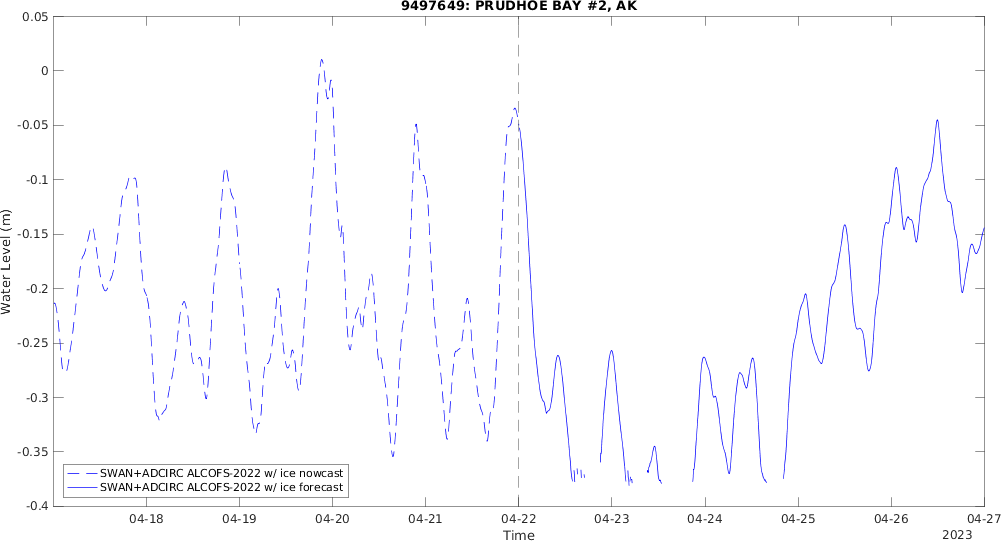 9497649: PRUDHOE BAY #2, AK
0.05
0
-0.05
-0.1
-0.15
-0.2
-0.25
-0.3
-0.35
-0.4
Water Level (m)
SWAN+ADCIRC ALCOFS-2022 w/ ice nowcast
SWAN+ADCIRC ALCOFS-2022 w/ ice forecast
04-18 04-19 04-20 04-21 04-22 04-23 04-24 04-25 04-26 04-27
Time
2023